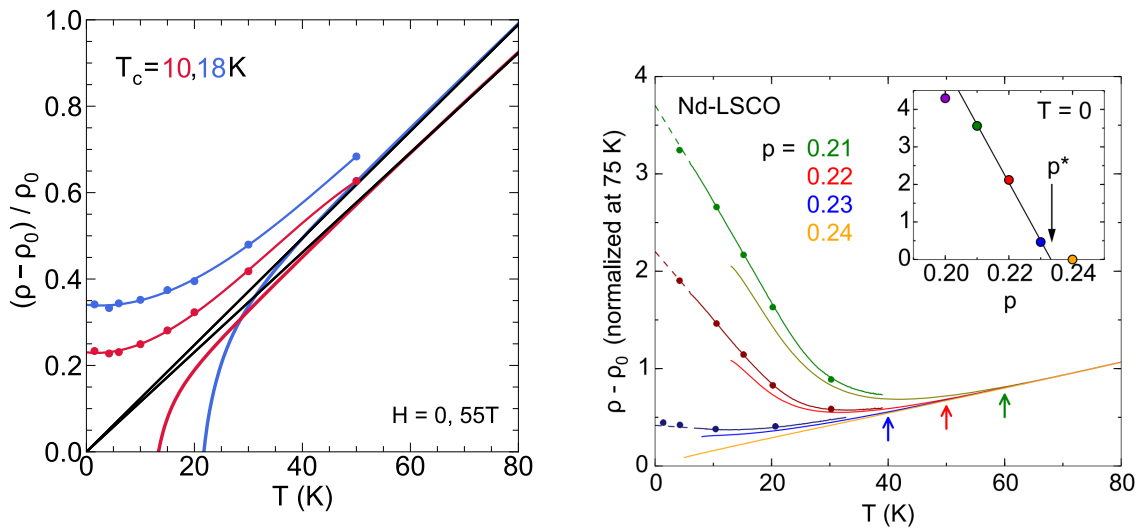 1.0
0.8
0.6
0.4
0.2
0.0
(ρ−ρ₀) / ρ₀
T_c=10,18K
H = 0, 55T
0 20 40 60 80
T (K)
4
3
2
1
0
ρ - ρ₀ (normalized at 75 K)
Nd-LSCO
p = 0.21
0.22
0.23
0.24
4
3
2
1
0
T = 0
p*
0.20 0.22 0.24
p
0 20 40 60 80
T (K)